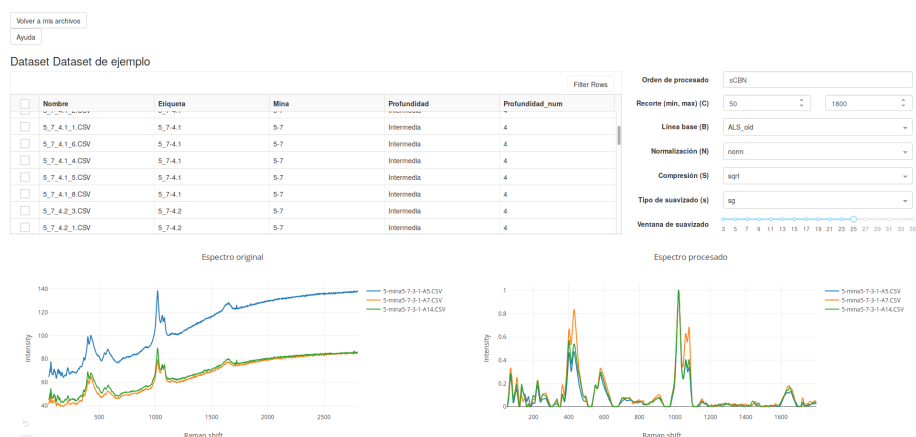 Volver a mis archivos
Ayuda
Dataset Dataset de ejemplo
Filter Rows
Nombre Etiqueta Mina Profundidad Profundidad_num
5_7_4.1_1.CSV 5_7-4.1 5-7 Intermedia 4
5_7_4.1_6.CSV 5_7-4.1 5-7 Intermedia 4
5_7_4.1_4.CSV 5_7-4.1 5-7 Intermedia 4
5_7_4.1_5.CSV 5_7-4.1 5-7 Intermedia 4
5_7_4.1_8.CSV 5_7-4.1 5-7 Intermedia 4
5_7_4.2_3.CSV 5_7-4.2 5-7 Intermedia 4
5_7_4.2_1.CSV 5_7-4.2 5-7 Intermedia 4
Orden de procesado sCBN
Recorte (min, max) (C) 50 1800
Línea base (B) ALS_old
Normalización (N) norm
Compresión (S) sqrt
Tipo de suavizado (s) sg
Ventana de suavizado
3 5 7 9 11 13 15 17 19 21 23 25 27 29 31 33 35
Espectro original
140
120
100
80
60
40
Intensity
500 1000 1500 2000 2500
Raman shift
5-mina5-7-3-1-A5.CSV
5-mina5-7-3-1-A7.CSV
5-mina5-7-3-1-A14.CSV
Espectro procesado
1
0.8
0.6
0.4
0.2
0
Intensity
200 400 600 800 1000 1200 1400 1600
Raman shift
5-mina5-7-3-1-A5.CSV
5-mina5-7-3-1-A7.CSV
5-mina5-7-3-1-A14.CSV